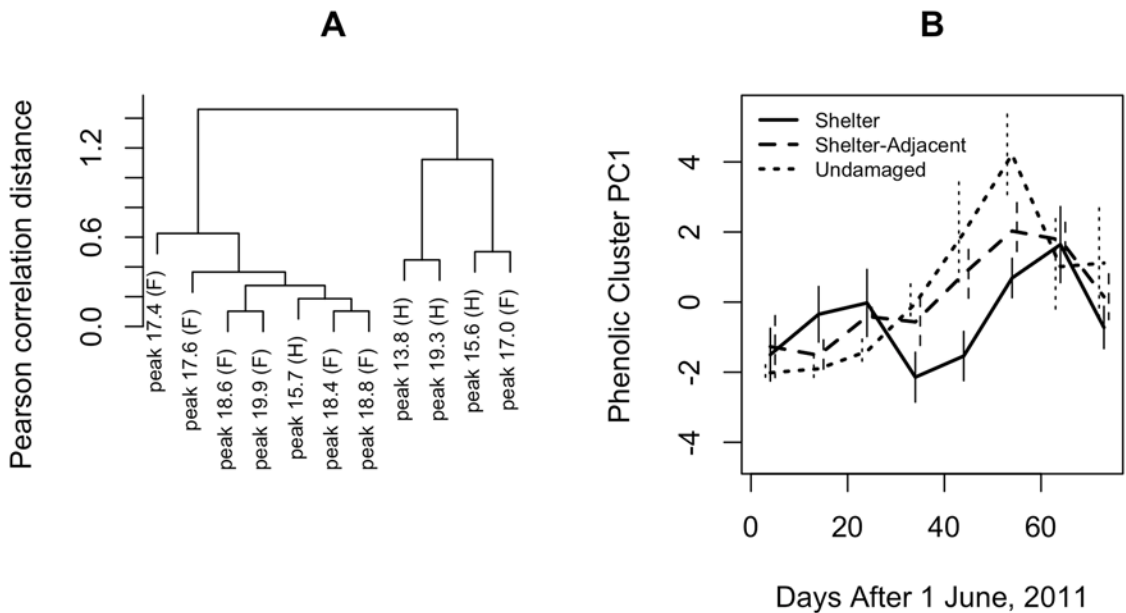 A
Pearson correlation distance
0.0
0.6
1.2
peak 17.4 (F)
peak 17.6 (F)
peak 18.6 (F)
peak 19.9 (F)
peak 15.7 (H)
peak 18.4 (F)
peak 18.8 (F)
peak 13.8 (H)
peak 19.3 (H)
peak 15.6 (H)
peak 17.0 (F)
B
Shelter
Shelter-Adjacent
Undamaged
Phenolic Cluster PC1
4
2
0
-2
-4
0 20 40 60
Days After 1 June, 2011